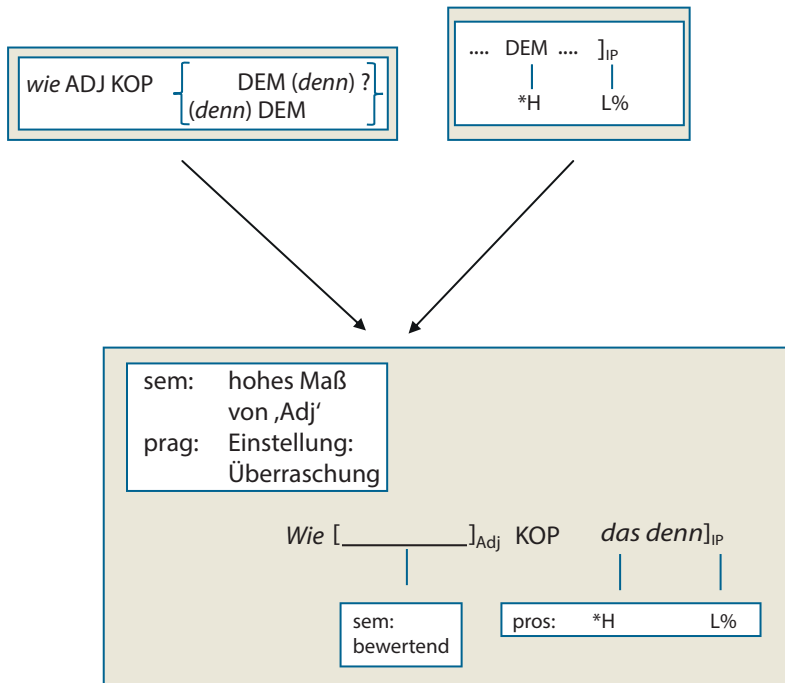 wie ADJ KOP
DEM (denn) ?
(denn) DEM
.... DEM .... ]IP
*H L%
sem: hohes Maß
von ‚Adj‘
prag: Einstellung:
Überraschung
Wie [_____________]Adj KOP das denn]IP
sem:
bewertend
pros: *H L%